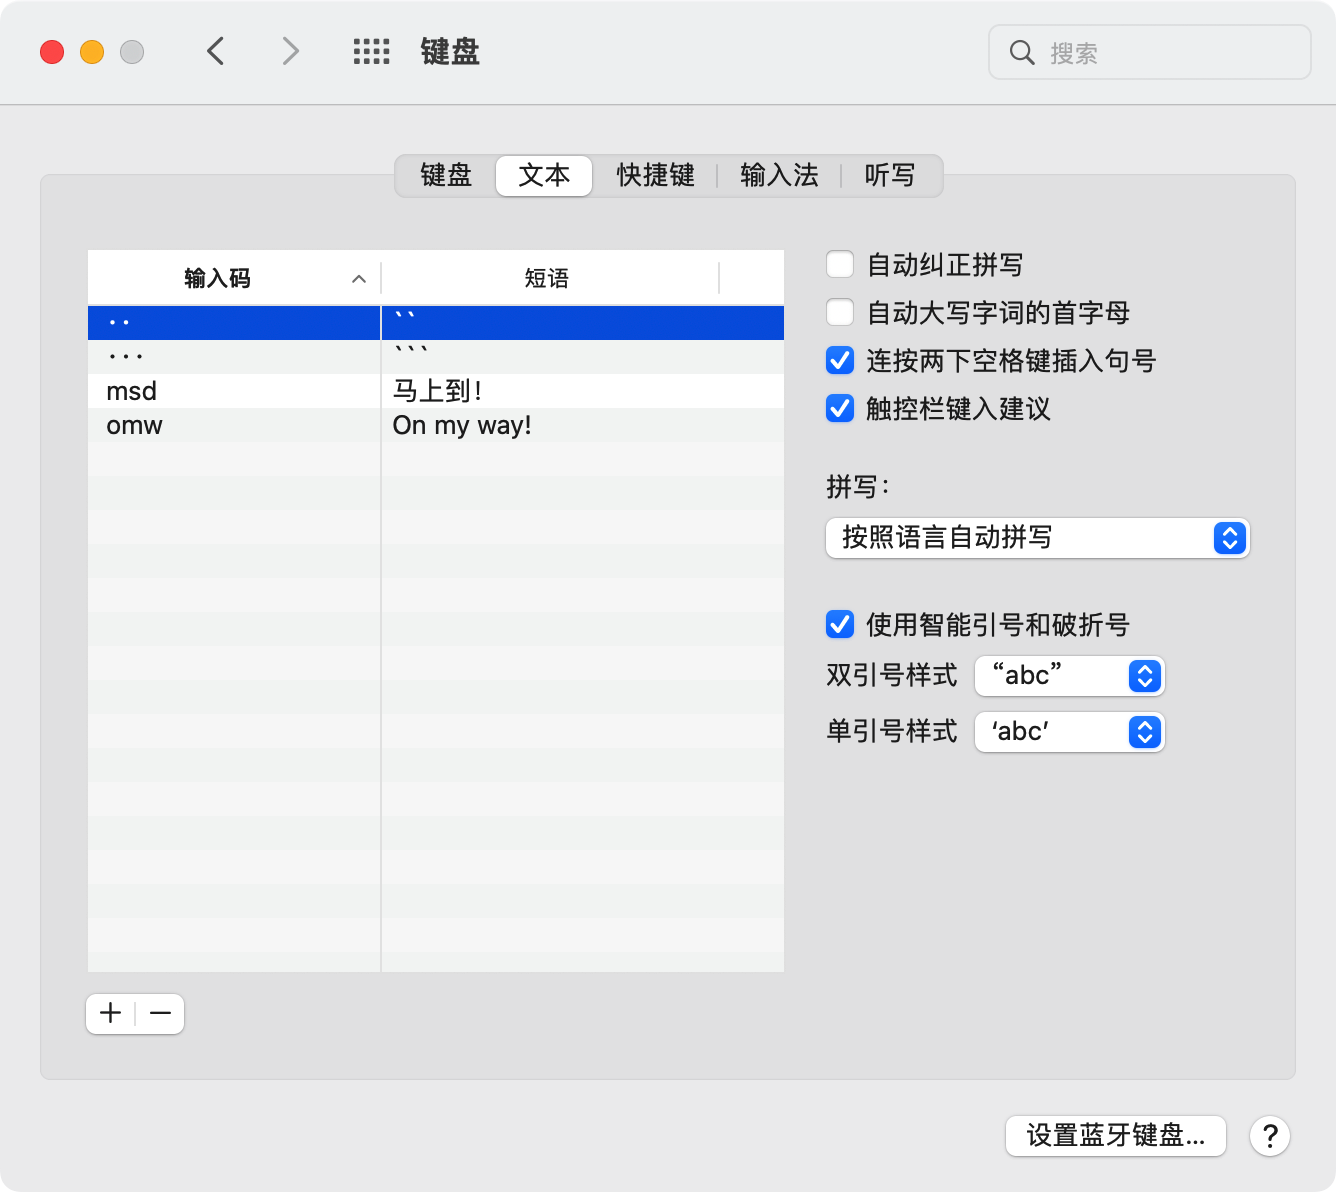 键盘
搜索
键盘 文本 快捷键 输入法 听写
输入码 短语
·· ``
··· ```
msd 马上到！
omw On my way!
自动纠正拼写
自动大写字词的首字母
连按两下空格键插入句号
触控栏键入建议
拼写：
按照语言自动拼写
使用智能引号和破折号
双引号样式 “abc”
单引号样式 ‘abc’
设置蓝牙键盘... ?